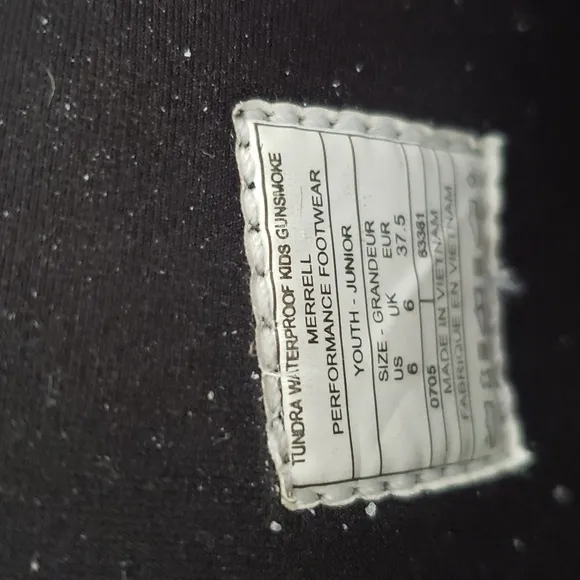 TUNDRA WATERPROOF KIDS GUNSMOKE
MERRELL
PERFORMANCE FOOTWEAR
YOUTH - JUNIOR
SIZE - GRANDEUR
US UK EUR
6 6 37.5
0705 63361
MADE IN VIETNAM
FABRIQUE EN VIETNAM